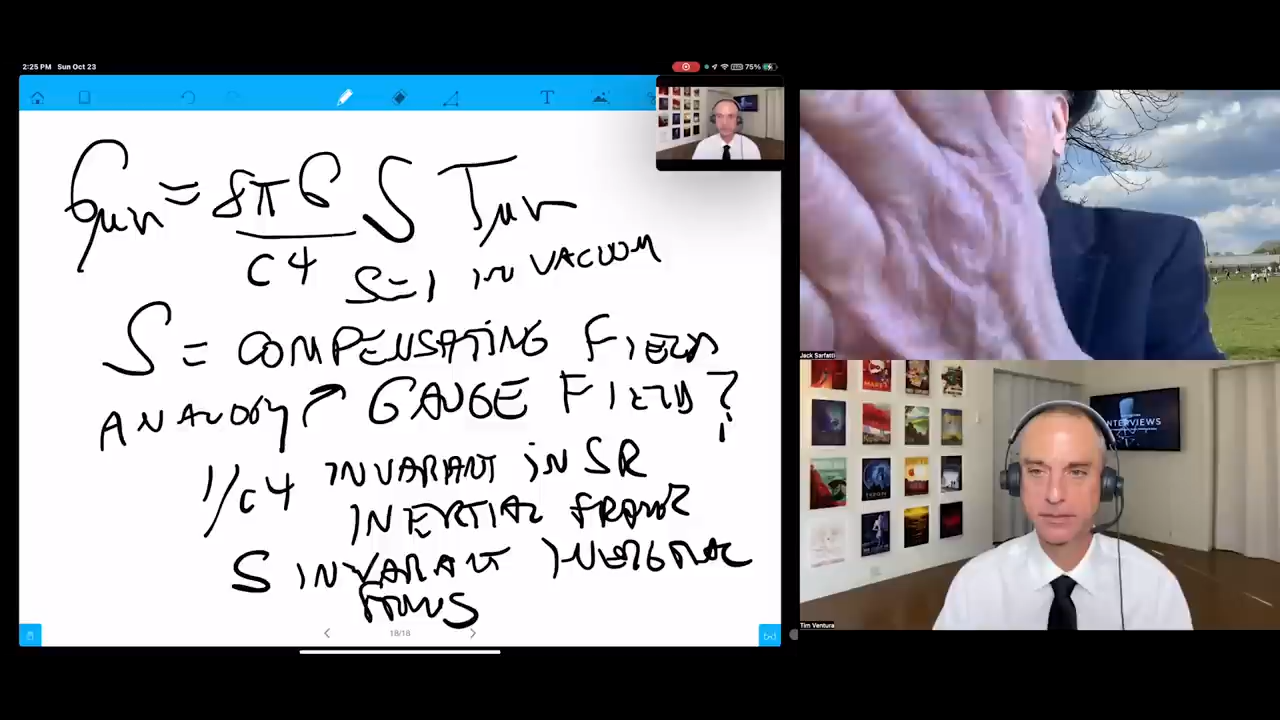 2:25 PM Sun Oct 23
75%
T
Gμν = 8πG/c4 S Tμν
S=1 IN VACUUM
S = COMPENSATING FIELD
ANALOGY ↗ GAUGE FIELD?
1/c4 INVARIANT IN SR
INERTIAL FRAME
S INVARIANT
18/18
Jack Sarfatti
INTERVIEWS
Tim Ventura